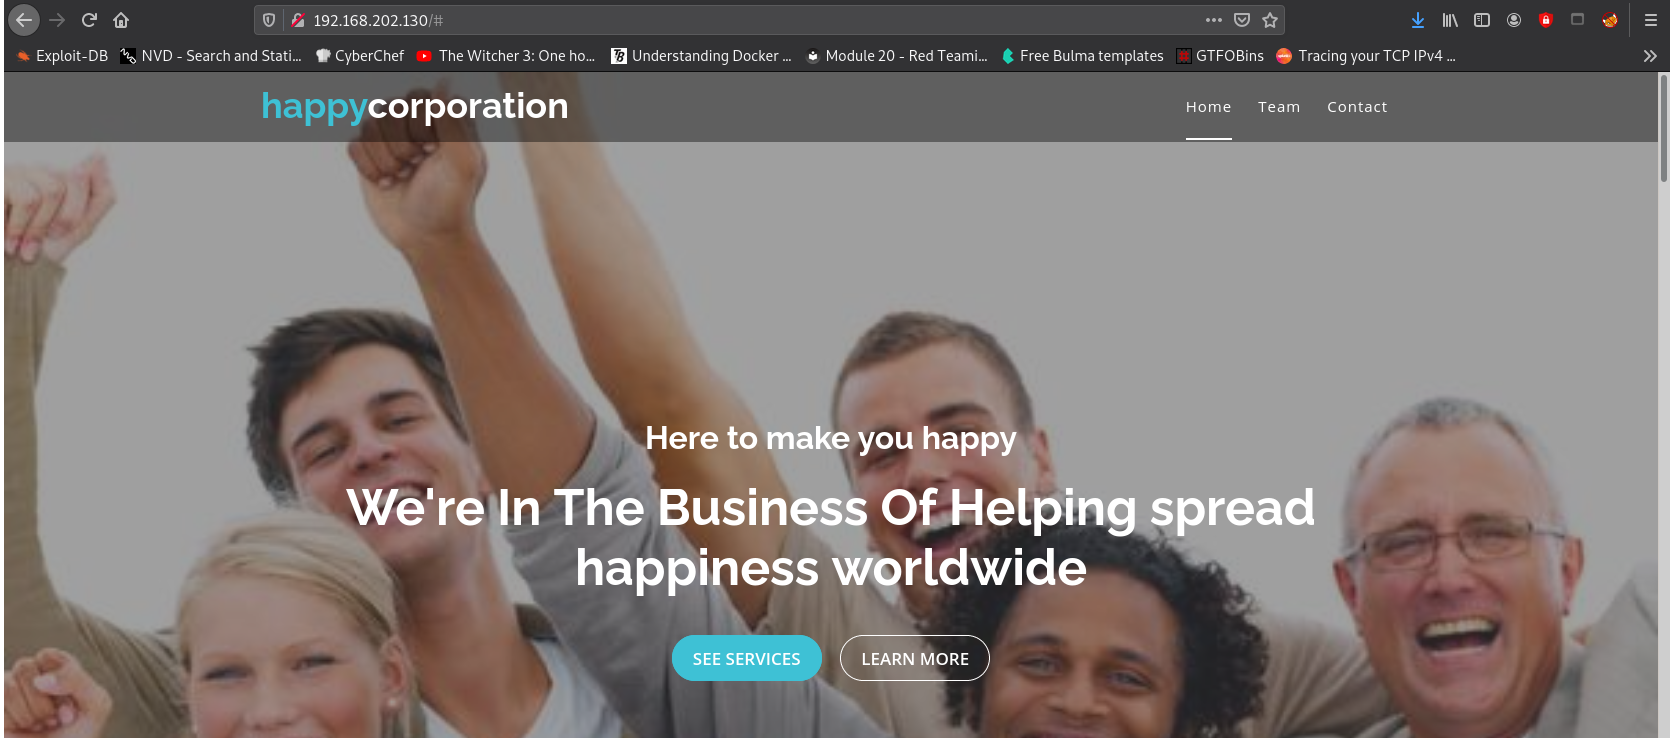 192.168.202.130/#
Exploit-DB NVD - Search and Stati... CyberChef The Witcher 3: One ho... Understanding Docker ... Module 20 - Red Teami... Free Bulma templates GTFOBins Tracing your TCP IPv4 ...
happycorporation Home Team Contact
Here to make you happy
We're In The Business Of Helping spread
happiness worldwide
SEE SERVICES LEARN MORE